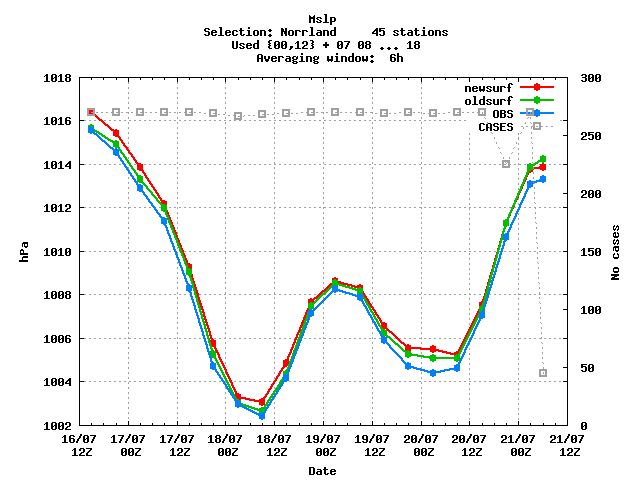 Mslp
Selection: Norrland     45 stations
Used {00,12} + 07 08 ... 18
Averaging window:  6h
1018
1016
1014
1012
1010
1008
1006
1004
1002
hPa
300
250
200
150
100
50
0
No cases
newsurf
oldsurf
OBS
CASES
16/07 17/07 17/07 18/07 18/07 19/07 19/07 20/07 20/07 21/07 21/07
12Z 00Z 12Z 00Z 12Z 00Z 12Z 00Z 12Z 00Z 12Z
Date